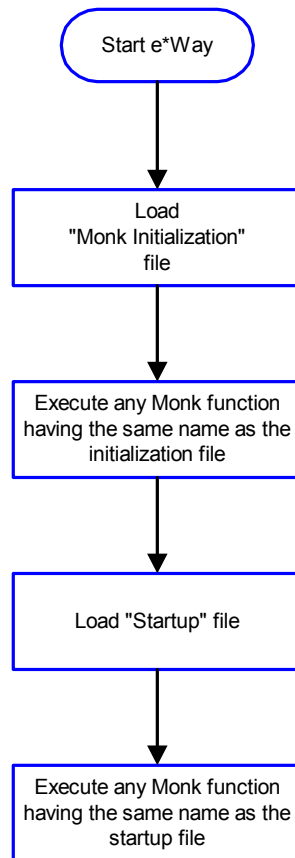 Start e*Way
Load
"Monk Initialization"
file
Execute any Monk function
having the same name as the
initialization file
Load "Startup" file
Execute any Monk function
having the same name as the
startup file